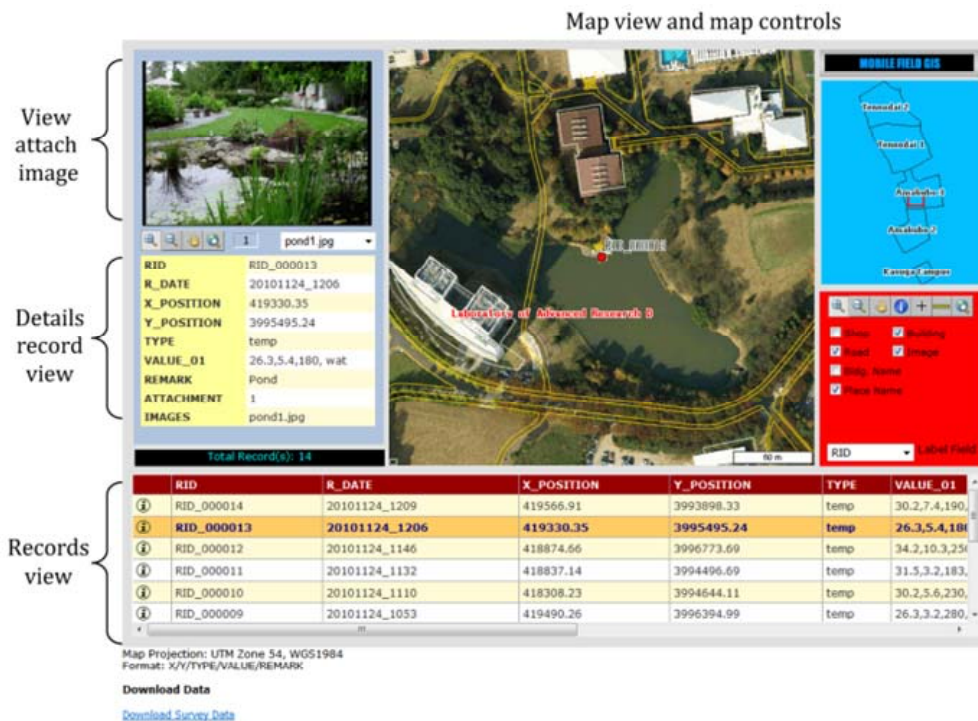 Map view and map controls
View
attach
image
MOBILE FIELD GIS
Tennodai 2
Tennodai 1
Amakubo 1
Amakubo 2
Kasuga Campus
1 pond1.jpg
Details
record
view
RID RID_000013
R_DATE 20101124_1206
X_POSITION 419330.35
Y_POSITION 3995495.24
TYPE temp
VALUE_01 26.3,5.4,180, wat
REMARK Pond
ATTACHMENT 1
IMAGES pond1.jpg
Total Record(s): 14
RID_000013
Laboratory of Advanced Research D
60 m
Shop Building
Road Image
Bldg. Name
Place Name
RID Label Field
Records
view
RID R_DATE X_POSITION Y_POSITION TYPE VALUE_01
RID_000014 20101124_1209 419566.91 3993898.33 temp 30.2,7.4,190,
RID_000013 20101124_1206 419330.35 3995495.24 temp 26.3,5.4,180
RID_000012 20101124_1146 418874.66 3996773.69 temp 34.2,10.3,250
RID_000011 20101124_1132 418837.14 3994496.69 temp 31.5,3.2,183,
RID_000010 20101124_1110 418308.23 3994644.11 temp 30.2,5.6,230,
RID_000009 20101124_1053 419490.26 3996394.99 temp 26.3,3.2,280,
Map Projection: UTM Zone 54, WGS1984
Format: X/Y/TYPE/VALUE/REMARK
Download Data
Download Survey Data